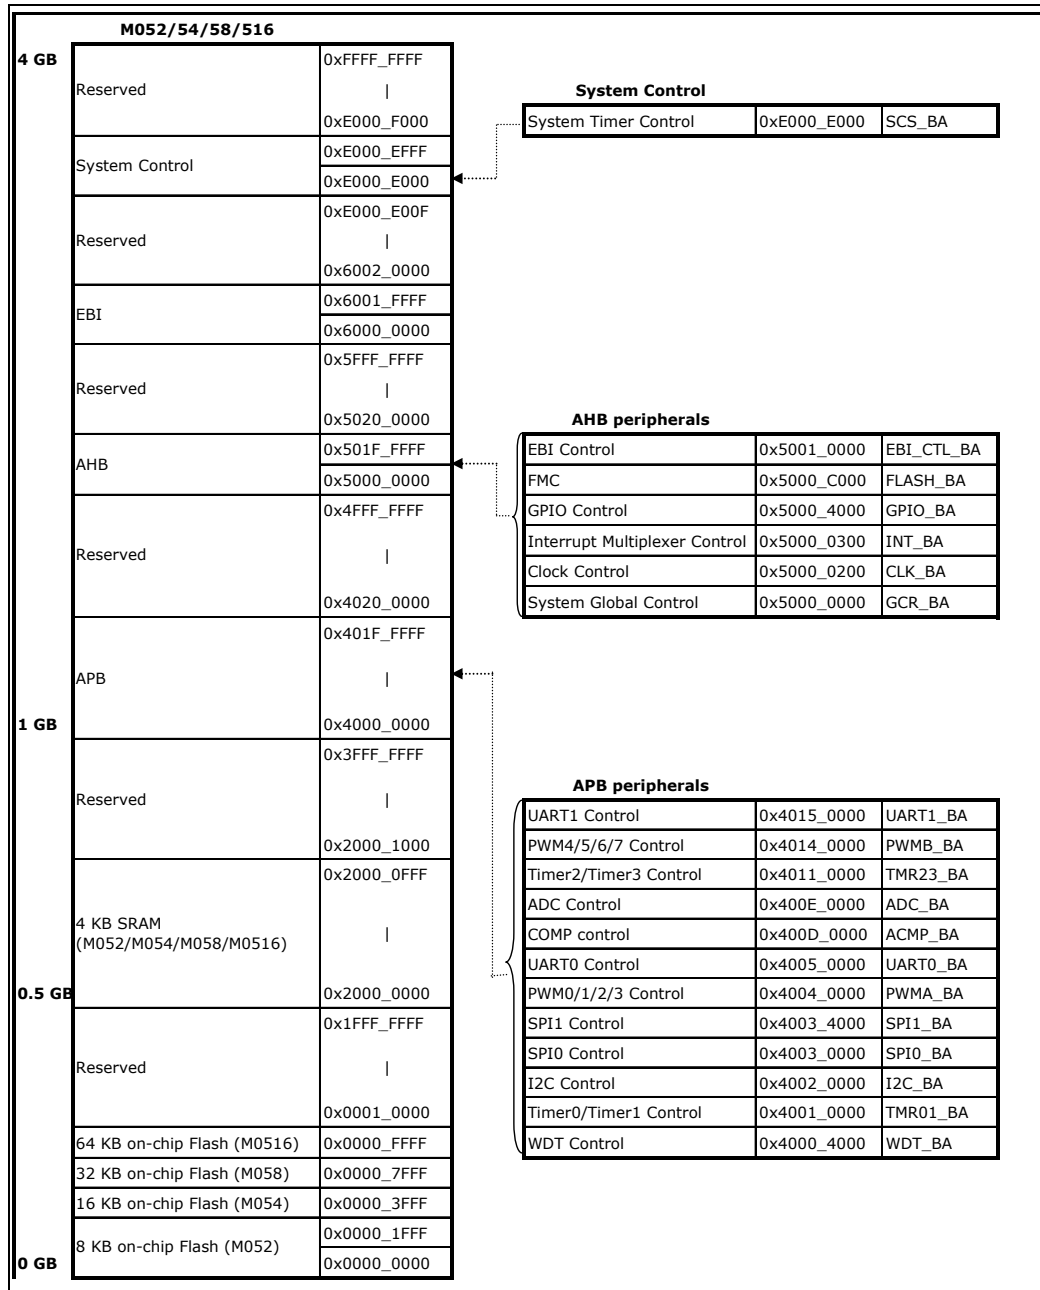 M052/54/58/516
4 GB
Reserved
0xFFFF_FFFF
|
0xE000_F000
System Control
0xE000_EFFF
0xE000_E000
Reserved
0xE000_E00F
|
0x6002_0000
EBI
0x6001_FFFF
0x6000_0000
Reserved
0x5FFF_FFFF
|
0x5020_0000
AHB
0x501F_FFFF
0x5000_0000
Reserved
0x4FFF_FFFF
|
0x4020_0000
APB
0x401F_FFFF
|
1 GB
0x4000_0000
Reserved
0x3FFF_FFFF
|
0x2000_1000
4 KB SRAM
(M052/M054/M058/M0516)
0x2000_0FFF
|
0.5 GB
0x2000_0000
Reserved
0x1FFF_FFFF
|
0x0001_0000
64 KB on-chip Flash (M0516) 0x0000_FFFF
32 KB on-chip Flash (M058) 0x0000_7FFF
16 KB on-chip Flash (M054) 0x0000_3FFF
8 KB on-chip Flash (M052)
0x0000_1FFF
0 GB
0x0000_0000
System Control
System Timer Control 0xE000_E000 SCS_BA
AHB peripherals
EBI Control 0x5001_0000 EBI_CTL_BA
FMC 0x5000_C000 FLASH_BA
GPIO Control 0x5000_4000 GPIO_BA
Interrupt Multiplexer Control 0x5000_0300 INT_BA
Clock Control 0x5000_0200 CLK_BA
System Global Control 0x5000_0000 GCR_BA
APB peripherals
UART1 Control 0x4015_0000 UART1_BA
PWM4/5/6/7 Control 0x4014_0000 PWMB_BA
Timer2/Timer3 Control 0x4011_0000 TMR23_BA
ADC Control 0x400E_0000 ADC_BA
COMP control 0x400D_0000 ACMP_BA
UART0 Control 0x4005_0000 UART0_BA
PWM0/1/2/3 Control 0x4004_0000 PWMA_BA
SPI1 Control 0x4003_4000 SPI1_BA
SPI0 Control 0x4003_0000 SPI0_BA
I2C Control 0x4002_0000 I2C_BA
Timer0/Timer1 Control 0x4001_0000 TMR01_BA
WDT Control 0x4000_4000 WDT_BA